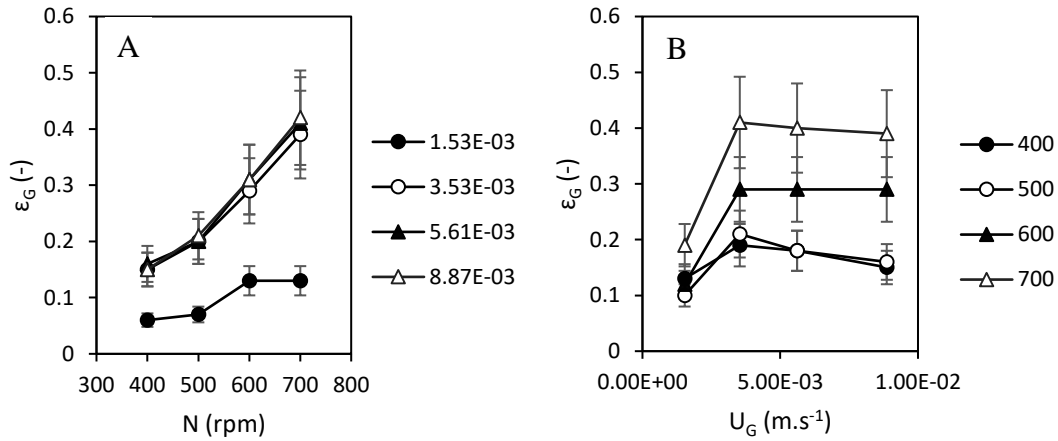 A
ε_G (-)
0.6
0.5
0.4
0.3
0.2
0.1
0
300 400 500 600 700 800
N (rpm)
1.53E-03
3.53E-03
5.61E-03
8.87E-03
B
ε_G (-)
0.6
0.5
0.4
0.3
0.2
0.1
0
0.00E+00 5.00E-03 1.00E-02
U_G (m.s⁻¹)
400
500
600
700